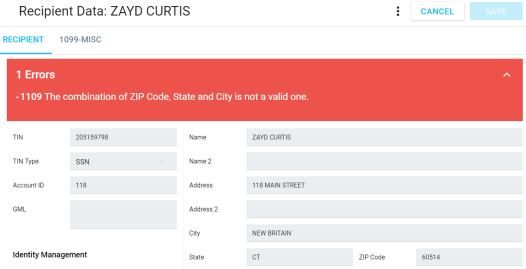 Recipient Data: ZAYD CURTIS
CANCEL
SAVE
RECIPIENT
1099-MISC
1 Errors
-1109 The combination of ZIP Code, State and City is not a valid one.
TIN 205159798 Name ZAYD CURTIS
TIN Type SSN Name 2
Account ID 118 Address 118 MAIN STREET
GML Address 2
City NEW BRITAIN
Identity Management State CT ZIP Code 60514